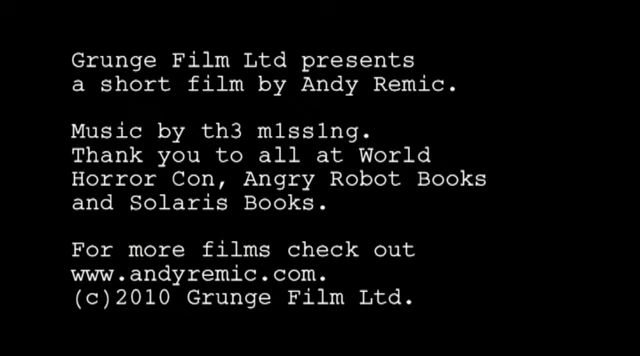 Grunge Film Ltd presents
a short film by Andy Remic.
Music by th3 m1ss1ng.
Thank you to all at World
Horror Con, Angry Robot Books
and Solaris Books.
For more films check out
www.andyremic.com.
(c)2010 Grunge Film Ltd.